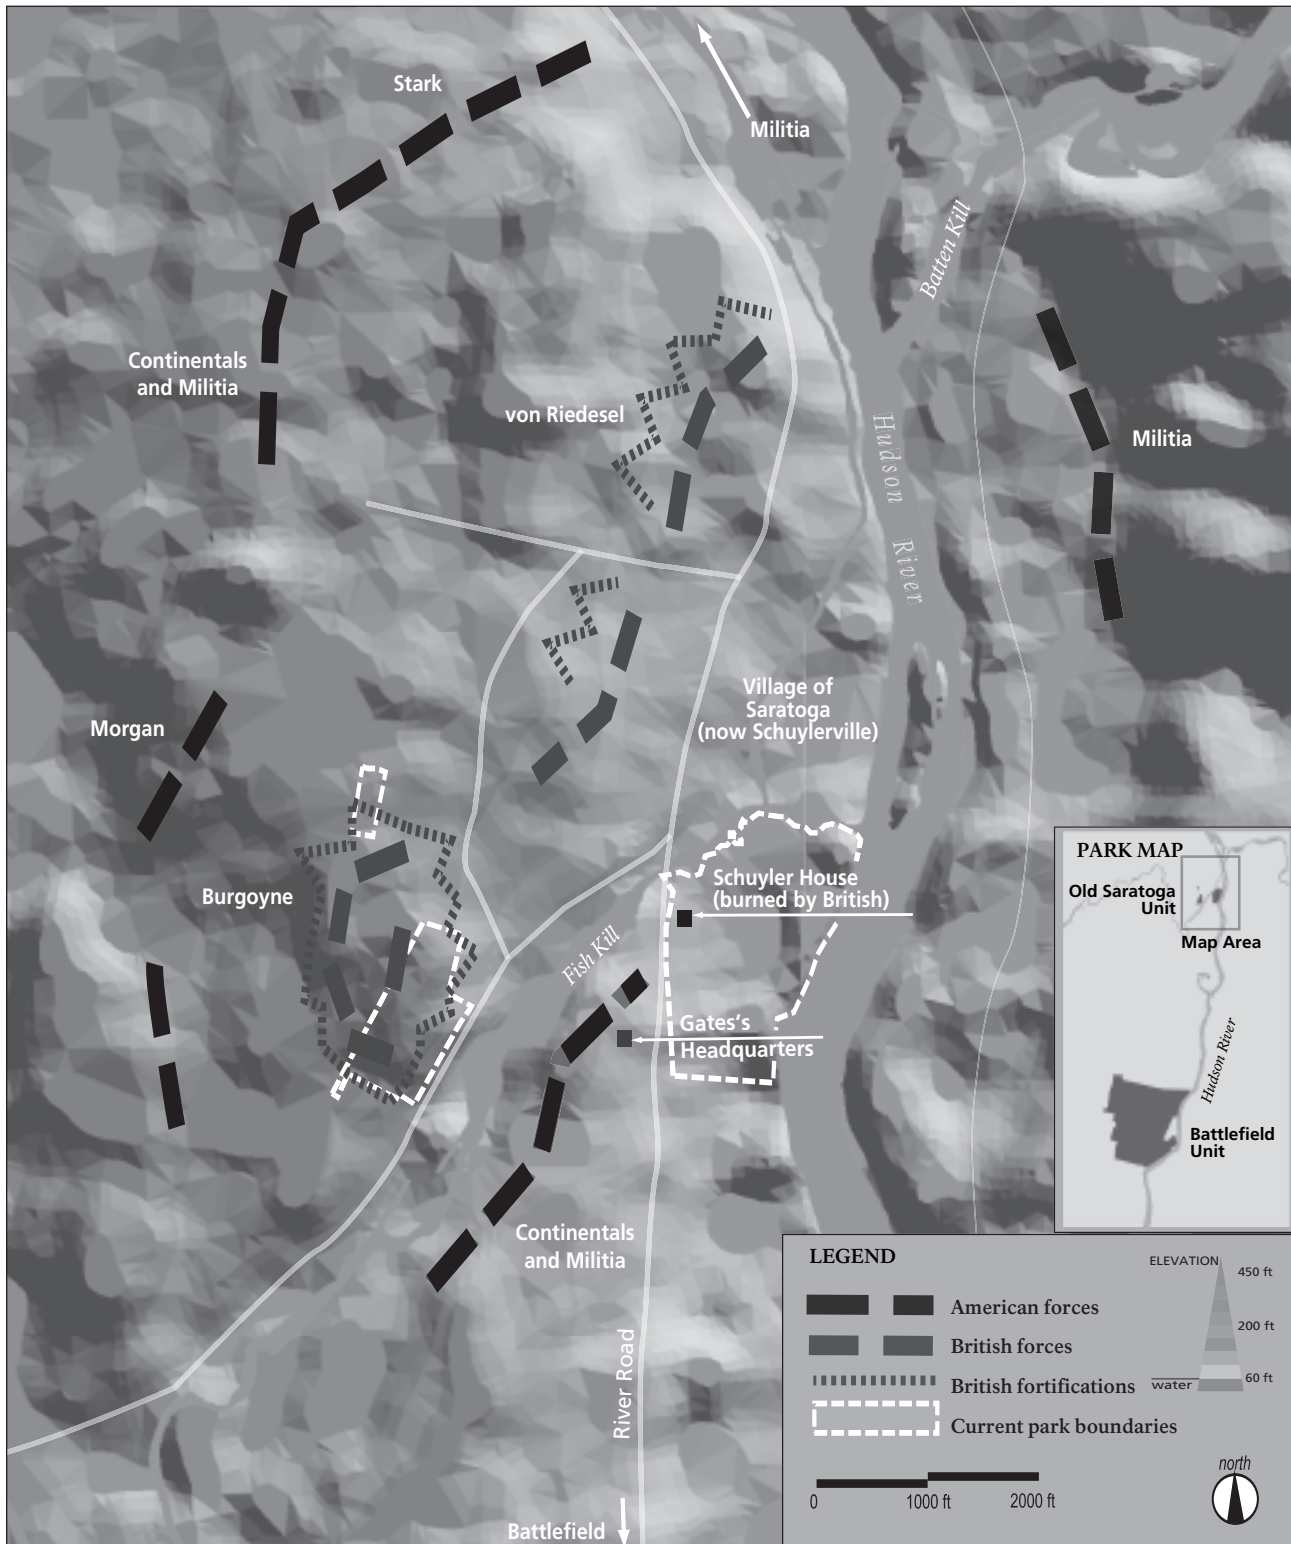 Stark
Militia
Batten Kill
Continentals
and Militia
von Riedesel
Hudson River
Militia
Village of
Saratoga
(now Schuylerville)
Morgan
Burgoyne
Schuyler House
(burned by British)
Fish Kill
Gates's
Headquarters
Continentals
and Militia
River Road
Battlefield
PARK MAP
Old Saratoga
Unit
Map Area
Hudson River
Battlefield
Unit
LEGEND
American forces
British forces
British fortifications
Current park boundaries
0 1000 ft 2000 ft
ELEVATION
450 ft
200 ft
60 ft
water
north